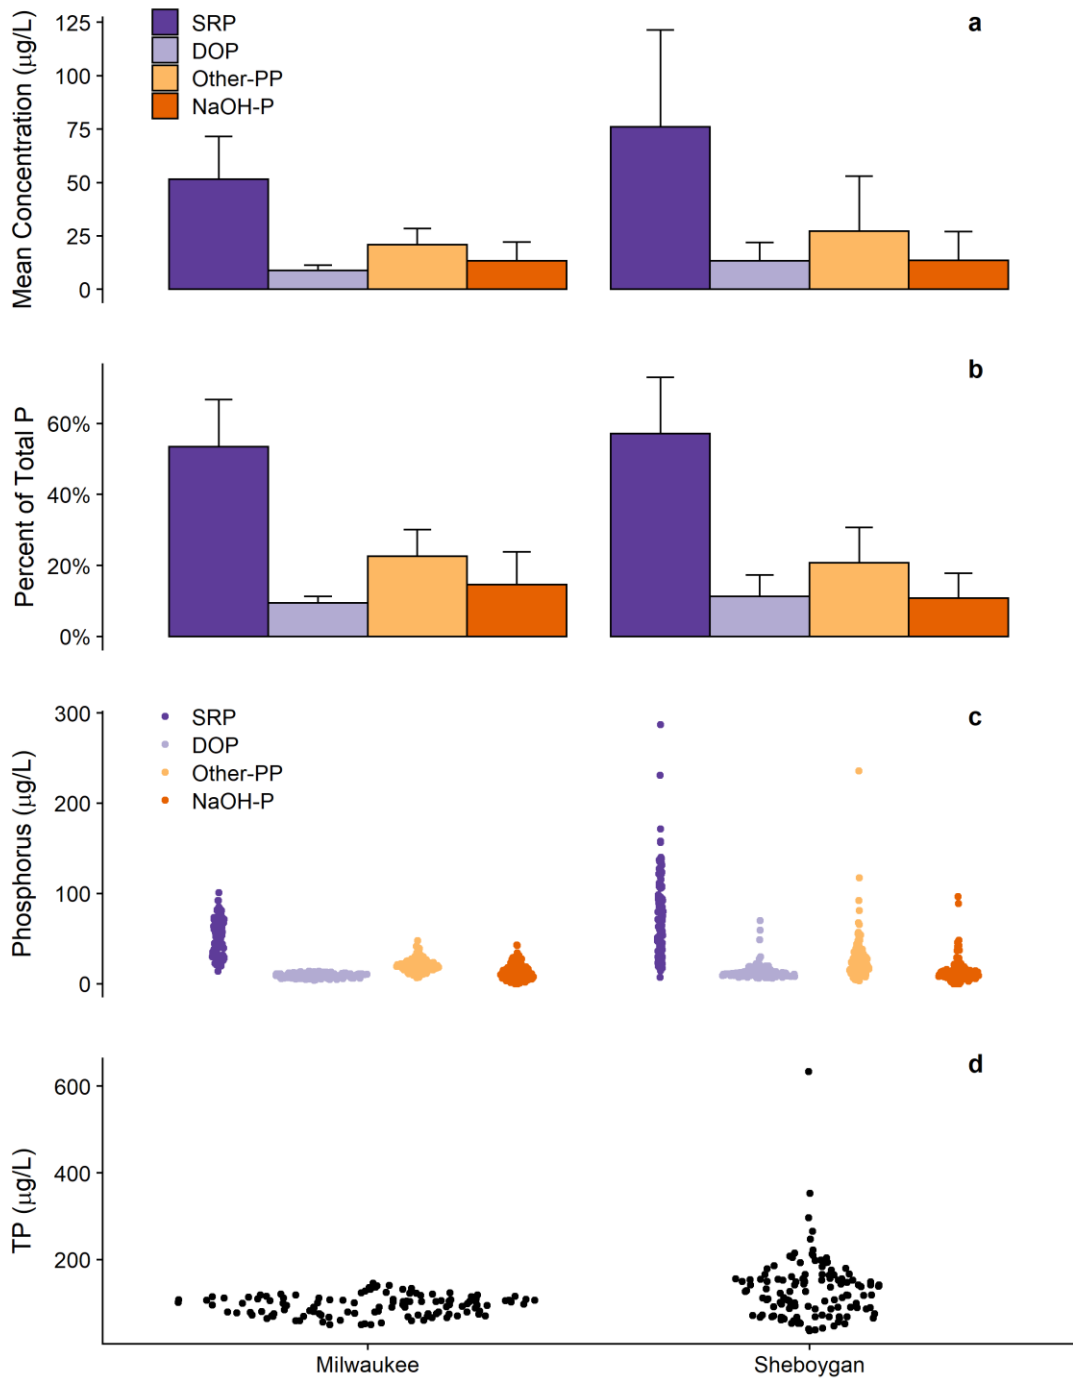 Mean Concentration (µg/L)
125
100
75
50
25
0
SRP
DOP
Other-PP
NaOH-P
a
Percent of Total P
60%
40%
20%
0%
b
Phosphorus (µg/L)
300
200
100
0
SRP
DOP
Other-PP
NaOH-P
c
TP (µg/L)
600
400
200
d
Milwaukee
Sheboygan